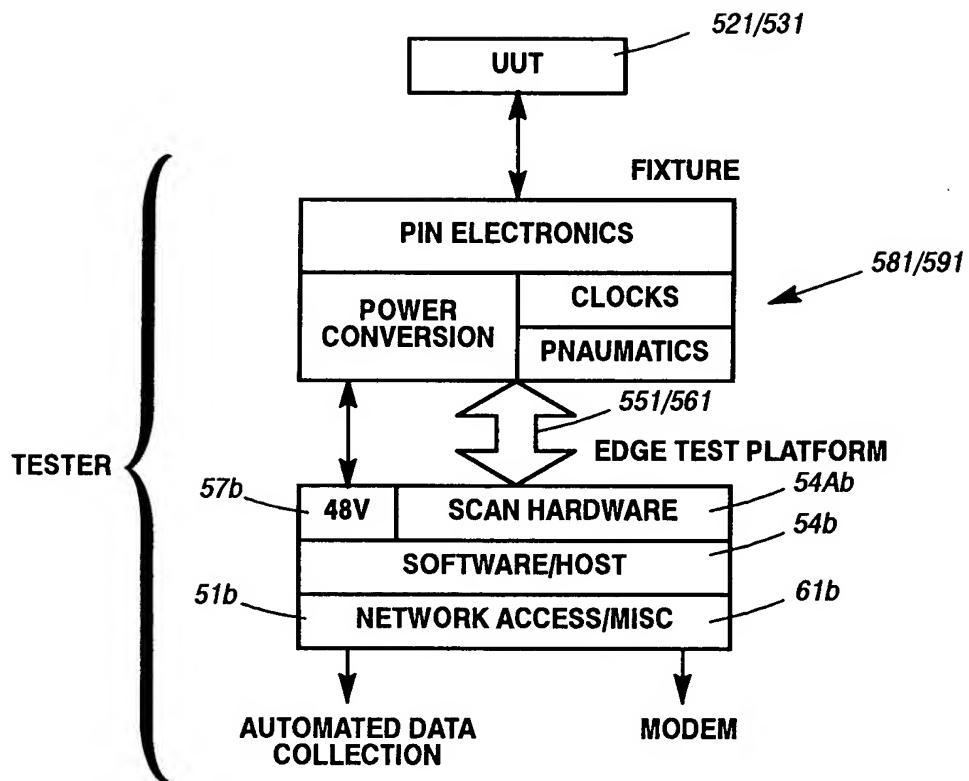 521/531
UUT
FIXTURE
PIN ELECTRONICS
581/591
POWER
CONVERSION
CLOCKS
PNAUMATICS
551/561
TESTER
EDGE TEST PLATFORM
57b
48V
SCAN HARDWARE
54Ab
54b
SOFTWARE/HOST
51b
61b
NETWORK ACCESS/MISC
AUTOMATED DATA
COLLECTION
MODEM